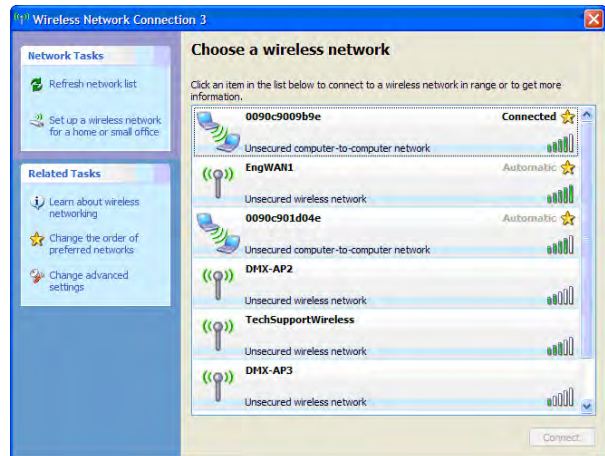 Wireless Network Connection 3
Network Tasks
Refresh network list
Set up a wireless network
for a home or small office
Related Tasks
Learn about wireless
networking
Change the order of
preferred networks
Change advanced
settings
Choose a wireless network
Click an item in the list below to connect to a wireless network in range or to get more
information.
0090c9009b9e Connected
Unsecured computer-to-computer network
EngWAN1 Automatic
Unsecured wireless network
0090c901d04e Automatic
Unsecured computer-to-computer network
DMX-AP2
Unsecured wireless network
TechSupportWireless
Unsecured wireless network
DMX-AP3
Unsecured wireless network
Connect